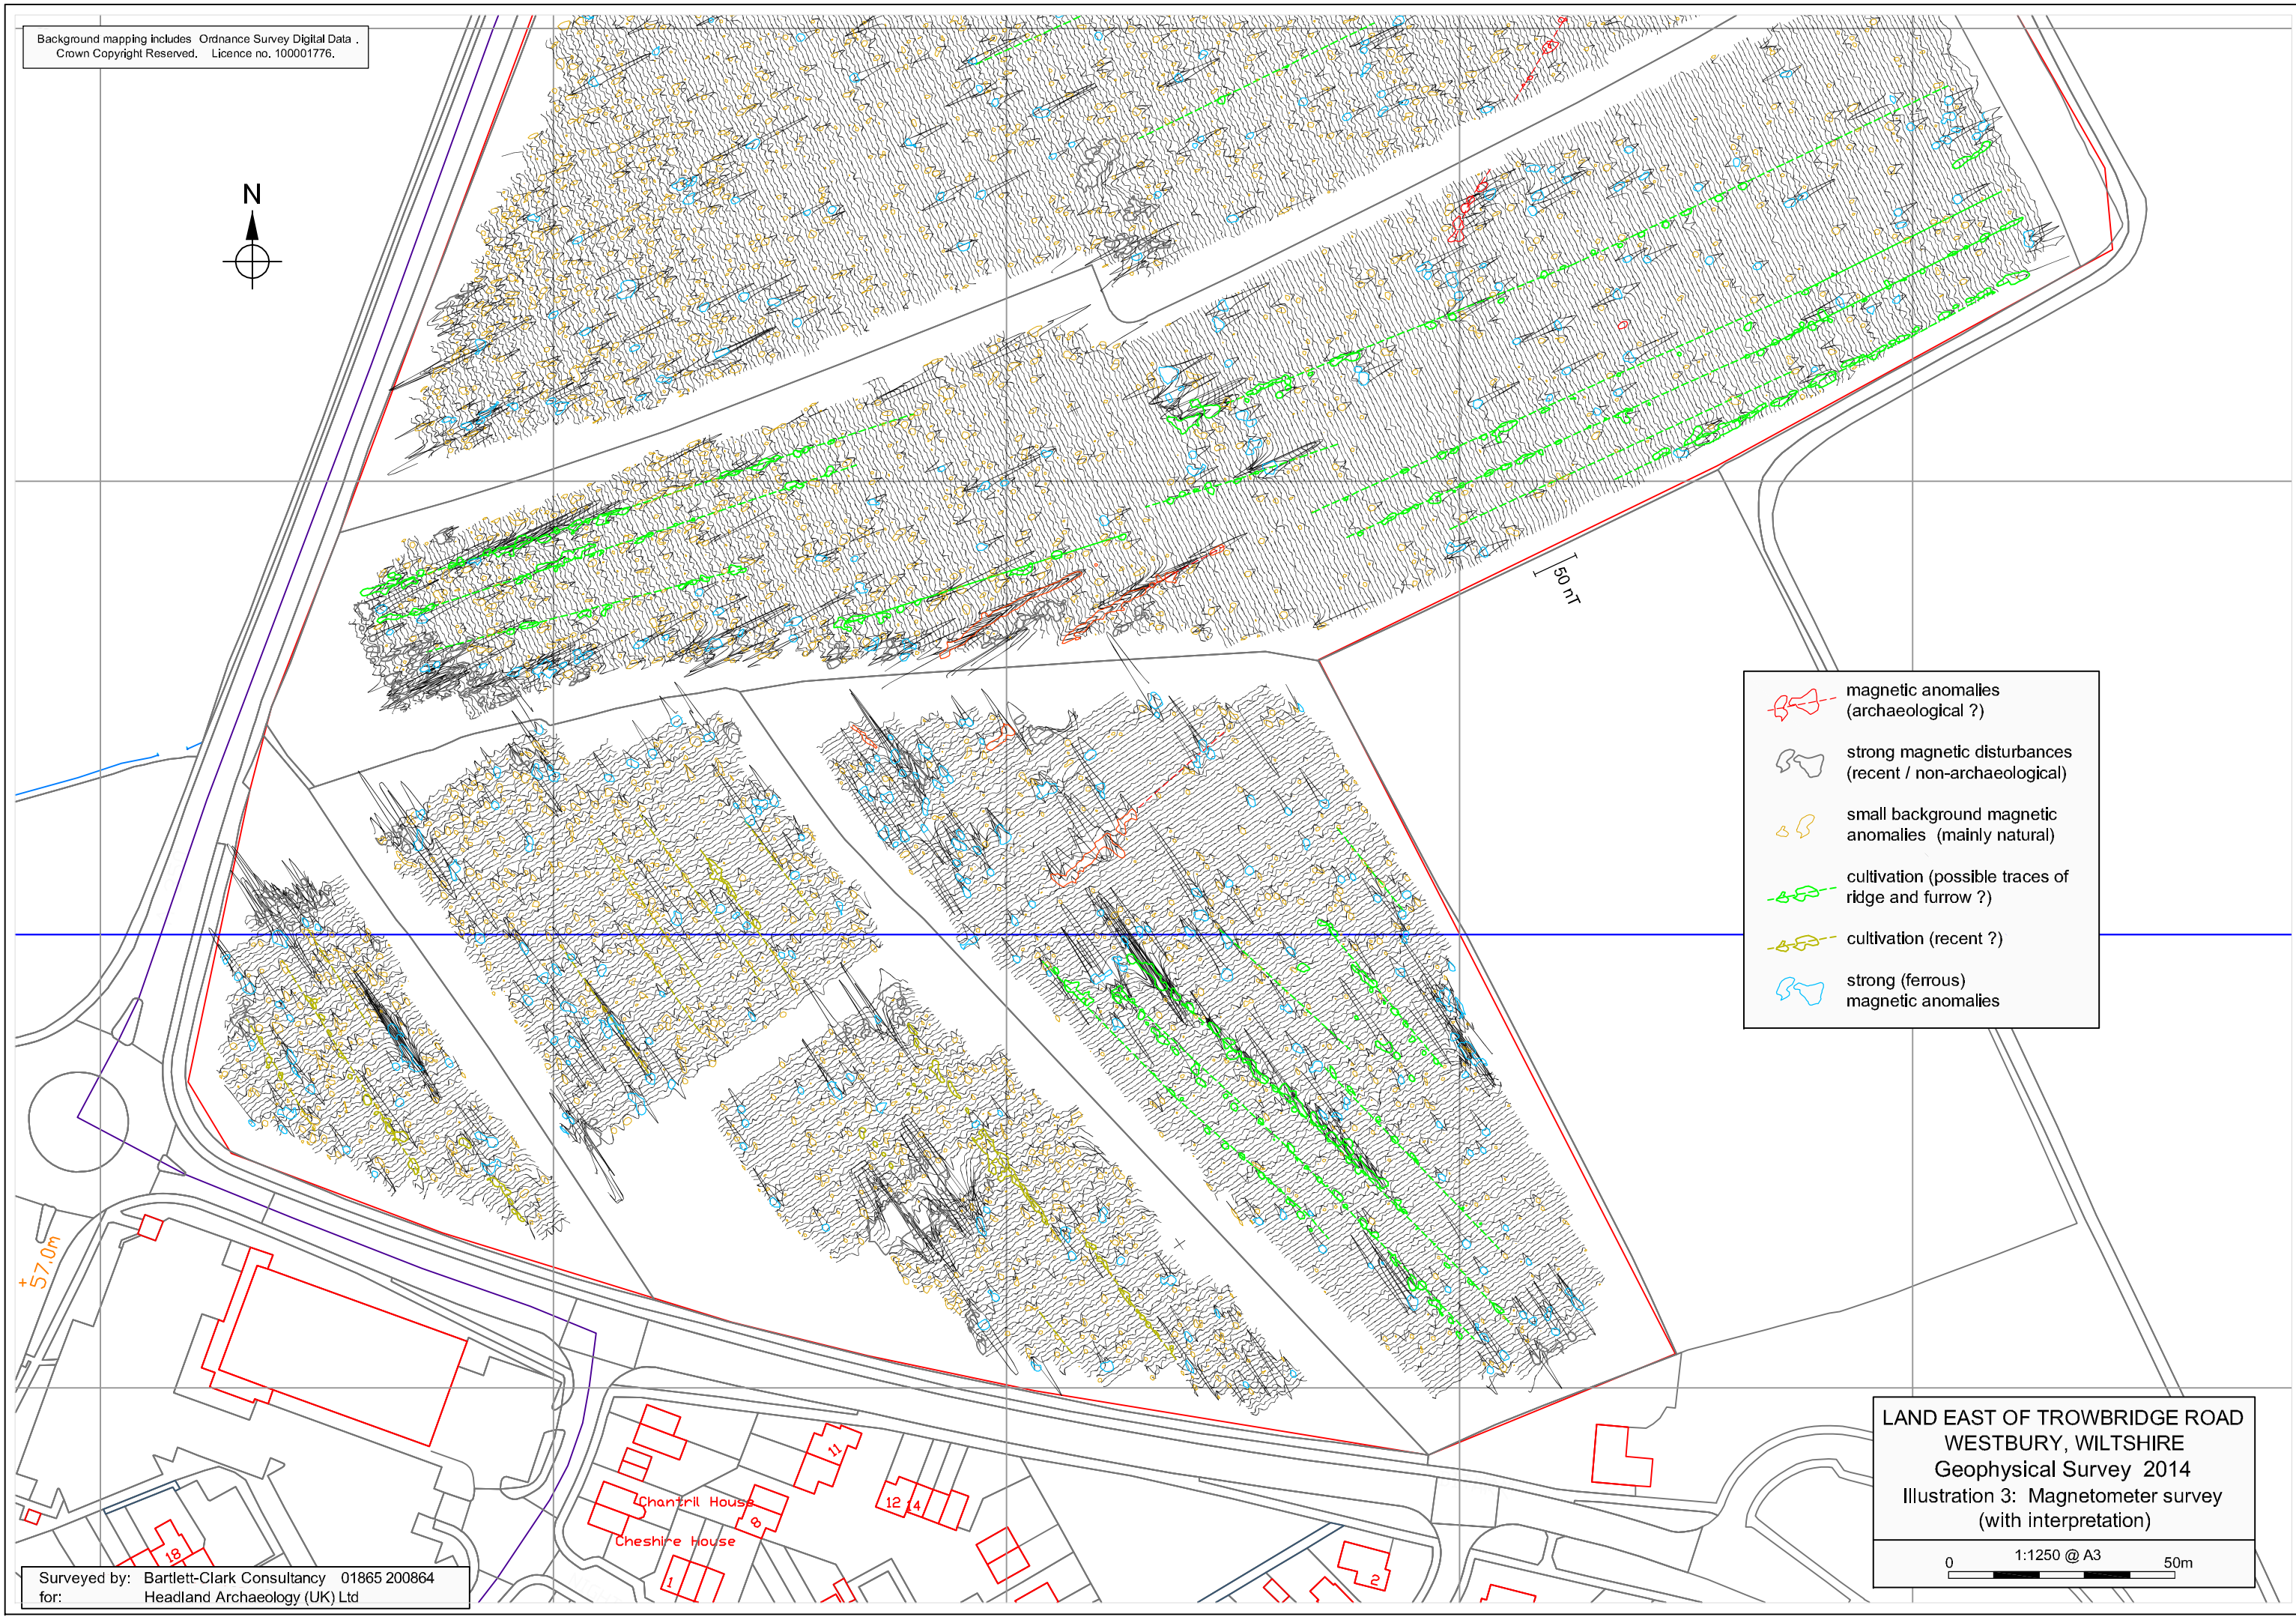 Background mapping includes Ordnance Survey Digital Data .
Crown Copyright Reserved. Licence no. 100001776.
N
50 nT
magnetic anomalies
(archaeological ?)
strong magnetic disturbances
(recent / non-archaeological)
small background magnetic
anomalies (mainly natural)
cultivation (possible traces of
ridge and furrow ?)
cultivation (recent ?)
strong (ferrous)
magnetic anomalies
+57.0m
11
Chantril House
12 14
8
Cheshire House
18
1
2
LAND EAST OF TROWBRIDGE ROAD
WESTBURY, WILTSHIRE
Geophysical Survey 2014
Illustration 3: Magnetometer survey
(with interpretation)
1:1250 @ A3
0 50m
Surveyed by: Bartlett-Clark Consultancy 01865 200864
for: Headland Archaeology (UK) Ltd